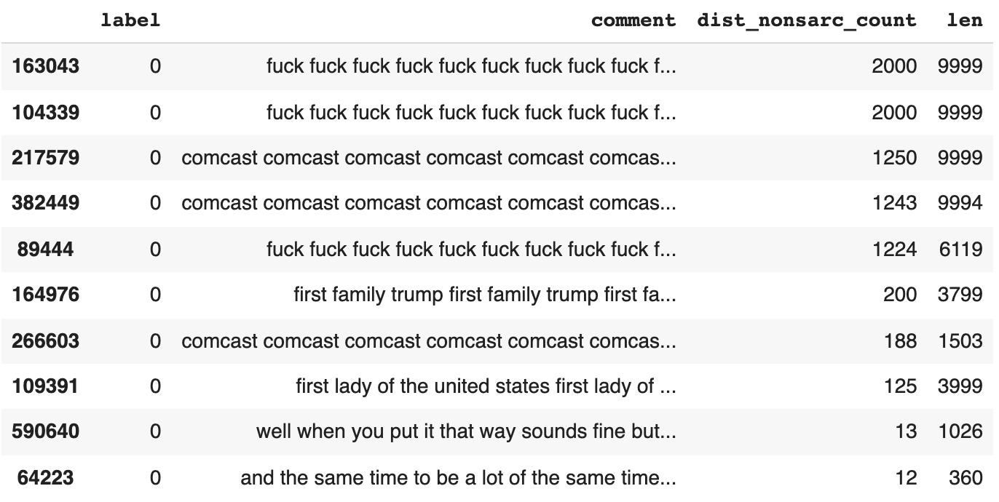 label comment dist_nonsarc_count len
163043 0 fuck fuck fuck fuck fuck fuck fuck fuck fuck f... 2000 9999
104339 0 fuck fuck fuck fuck fuck fuck fuck fuck fuck f... 2000 9999
217579 0 comcast comcast comcast comcast comcast comcas... 1250 9999
382449 0 comcast comcast comcast comcast comcast comcas... 1243 9994
89444 0 fuck fuck fuck fuck fuck fuck fuck fuck fuck f... 1224 6119
164976 0 first family trump first family trump first fa... 200 3799
266603 0 comcast comcast comcast comcast comcast comcas... 188 1503
109391 0 first lady of the united states first lady of ... 125 3999
590640 0 well when you put it that way sounds fine but... 13 1026
64223 0 and the same time to be a lot of the same time... 12 360